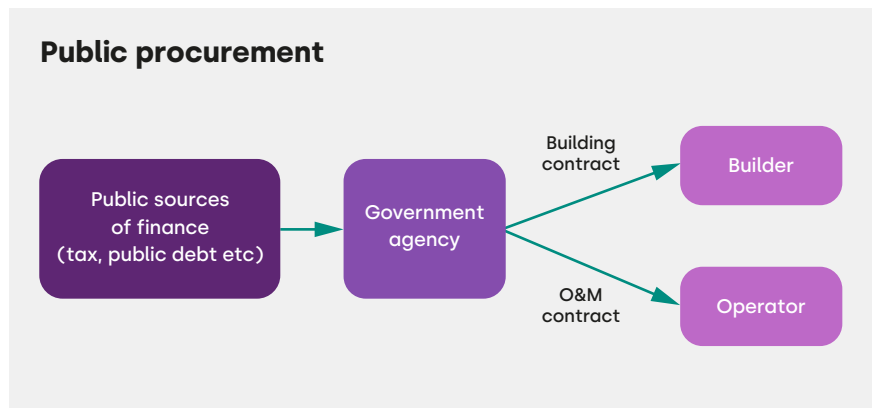 Public procurement
Public sources
of finance
(tax, public debt etc)
Government
agency
Building
contract
Builder
O&M
contract
Operator